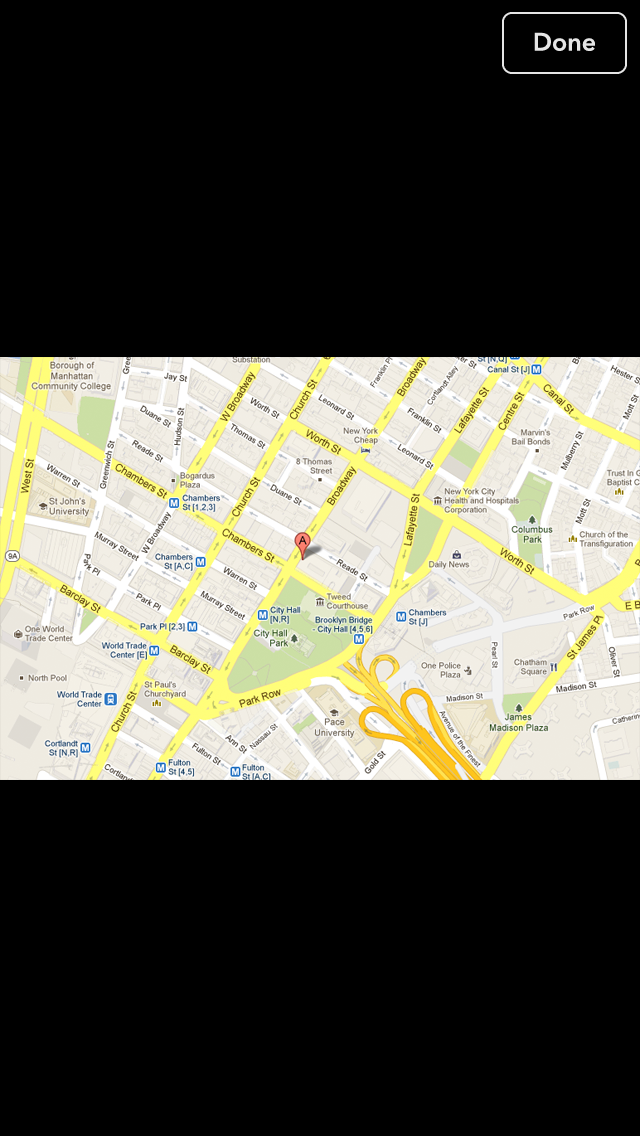 Done
Substation
Borough of
Manhattan
Community College
Jay St
Gre
W Broadway
Church St
Franklin Pl
Broadway
Cortlandt Alley
St [N,Q]
Canal St [J]
Canal St
Hester S
Mott St
Leonard St
Worth St
Duane St
Hudson St
Thomas St
Franklin St
Lafayette St
Centre St
Reade St
Worth St
New York
Cheap
Leonard St
Marvin's
Bail Bonds
Mulberry St
Greenwich St
West St
Warren St
Chambers St
Bogardus
Plaza
8 Thomas
Street
Broadway
Trust In G
Baptist C
Church St
Duane St
Chambers
St [1,2,3]
St John's
University
New York City
Health and Hospitals
Corporation
Mott St
Columbus
Park
Lafayette St
Church of the
Transfiguration
W Broadway
Murray Street
Chambers St
A
Worth St
9A
Park Pl
Chambers
St [A,C]
Warren St
Reade St
Daily News
Barclay St
Park Pl
Murray Street
Tweed
Courthouse
City Hall
[N,R]
Brooklyn Bridge
- City Hall [4,5,6]
Chambers
St [J]
Park Row
E B
One World
Trade Center
Park Pl [2,3]
City Hall
Park
St James Pl
World Trade
Center [E]
Barclay St
Pearl St
Oliver St
One Police
Plaza
Chatham
Square
North Pool
St Paul's
Churchyard
World Trade
Center
Park Row
Madison St
Madison St
Church St
Pace
University
Avenue of the Finest
James
Madison Plaza
Catherin
Cortlandt
St [N,R]
Ann St
Nassau St
Fulton St
Gold St
Cortland
Fulton
St [4,5]
Fulton
St [A,C]